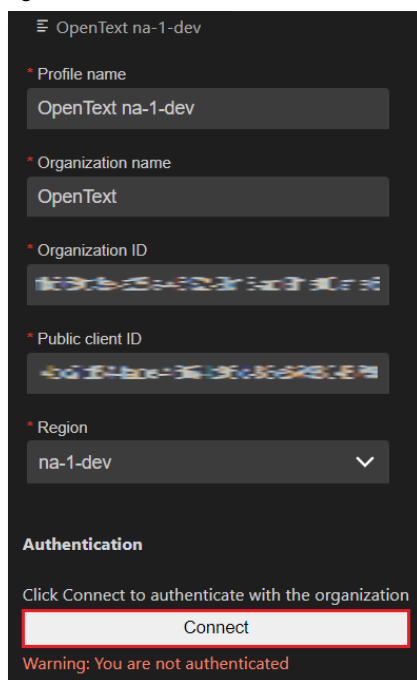 OpenText na-1-dev
* Profile name
OpenText na-1-dev
* Organization name
OpenText
* Organization ID
* Public client ID
* Region
na-1-dev
Authentication
Click Connect to authenticate with the organization
Connect
Warning: You are not authenticated